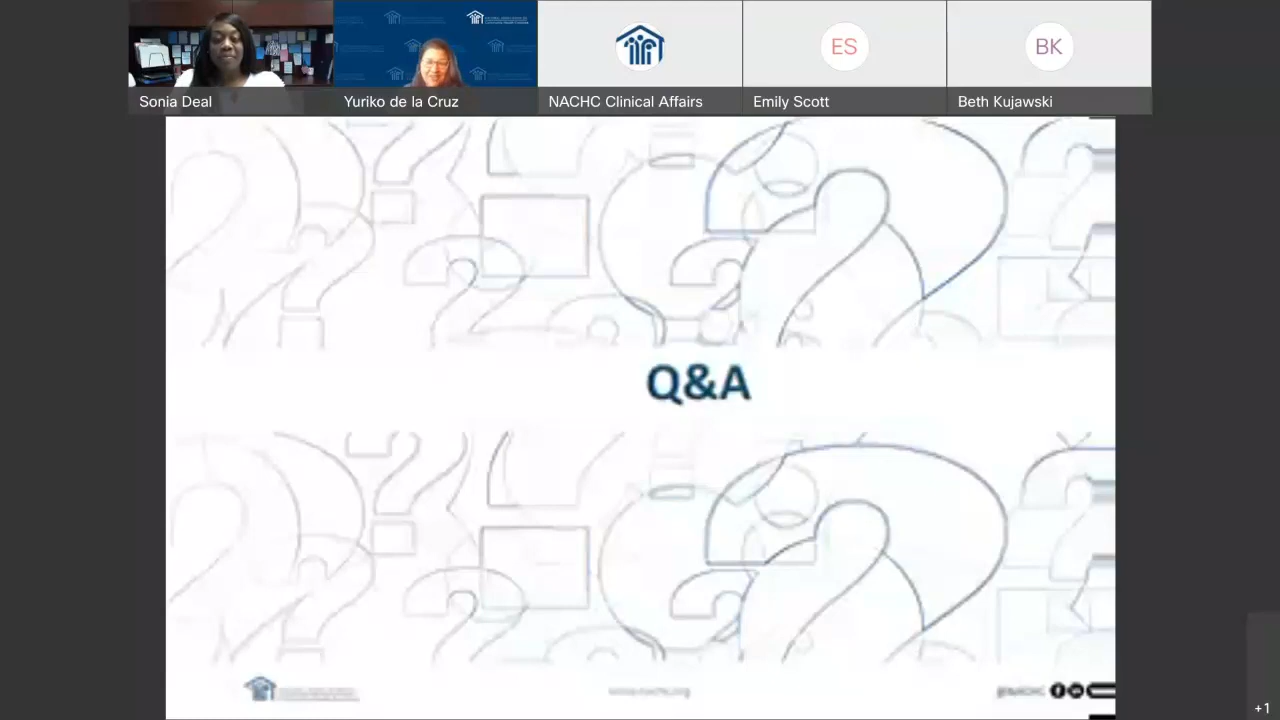 Sonia Deal
Yuriko de la Cruz
NACHC Clinical Affairs
ES
Emily Scott
BK
Beth Kujawski
Q&A
www.nachc.org
+1